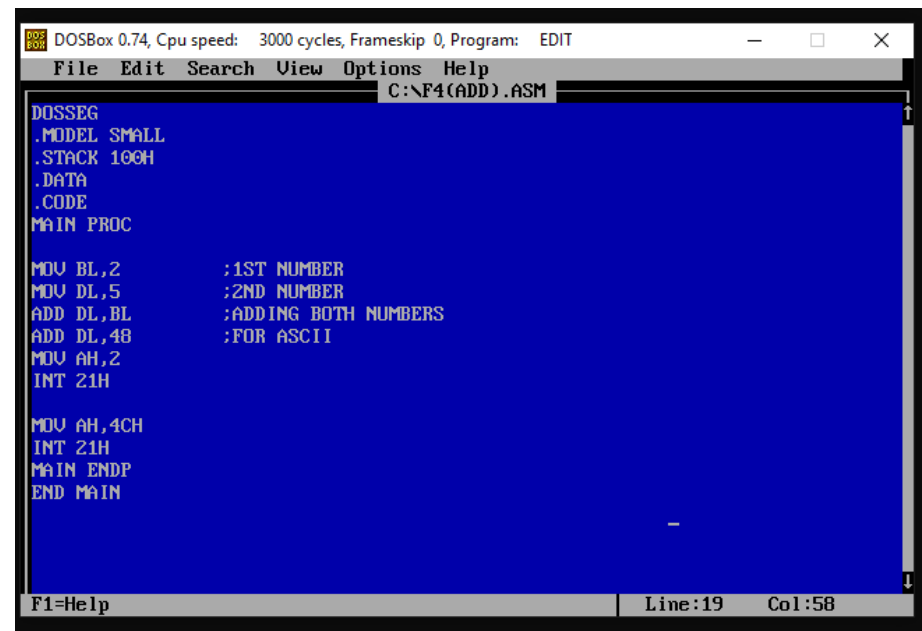 DOSBox 0.74, Cpu speed: 3000 cycles, Frameskip 0, Program: EDIT
File Edit Search View Options Help
C:\F4(ADD).ASM
DOSSEG
.MODEL SMALL
.STACK 100H
.DATA
.CODE
MAIN PROC
MOV BL,2 ;1ST NUMBER
MOV DL,5 ;2ND NUMBER
ADD DL,BL ;ADDING BOTH NUMBERS
ADD DL,48 ;FOR ASCII
MOV AH,2
INT 21H
MOV AH,4CH
INT 21H
MAIN ENDP
END MAIN
F1=Help Line:19 Col:58